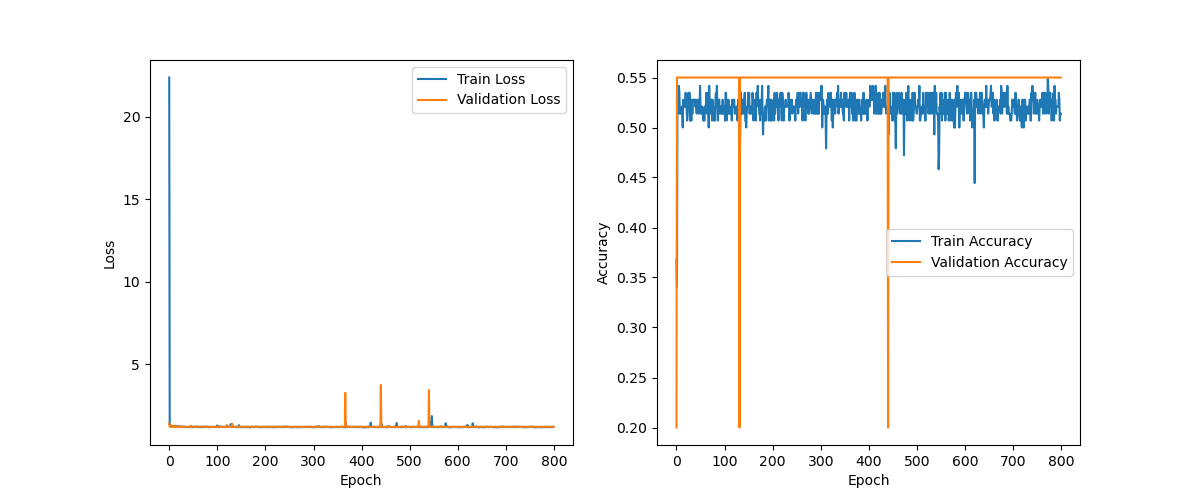 Train Loss
Validation Loss
20
15
10
5
Loss
0 100 200 300 400 500 600 700 800
Epoch
0.55
0.50
0.45
0.40
0.35
0.30
0.25
0.20
Accuracy
Train Accuracy
Validation Accuracy
0 100 200 300 400 500 600 700 800
Epoch